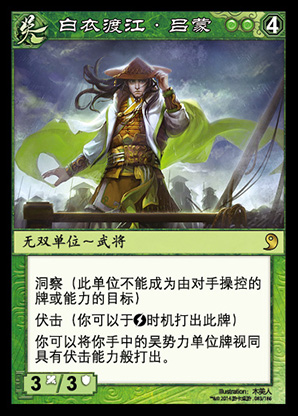 炎 白衣渡江·吕蒙 4
无双单位~武将
洞察（此单位不能成为由对手操控的
牌或能力的目标）
伏击（你可以于时机打出此牌）
你可以将你手中的吴势力单位牌视同
具有伏击能力般打出。
3 / 3
Illustration：木美人